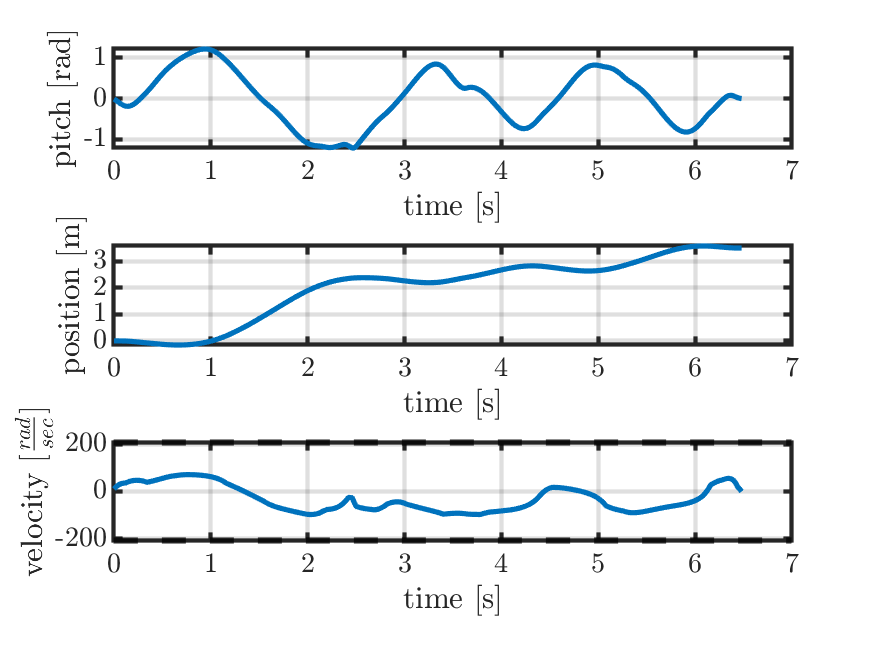 pitch [rad]
1
0
-1
0 1 2 3 4 5 6 7
time [s]
position [m]
3
2
1
0
0 1 2 3 4 5 6 7
time [s]
velocity [rad/sec]
200
0
-200
0 1 2 3 4 5 6 7
time [s]